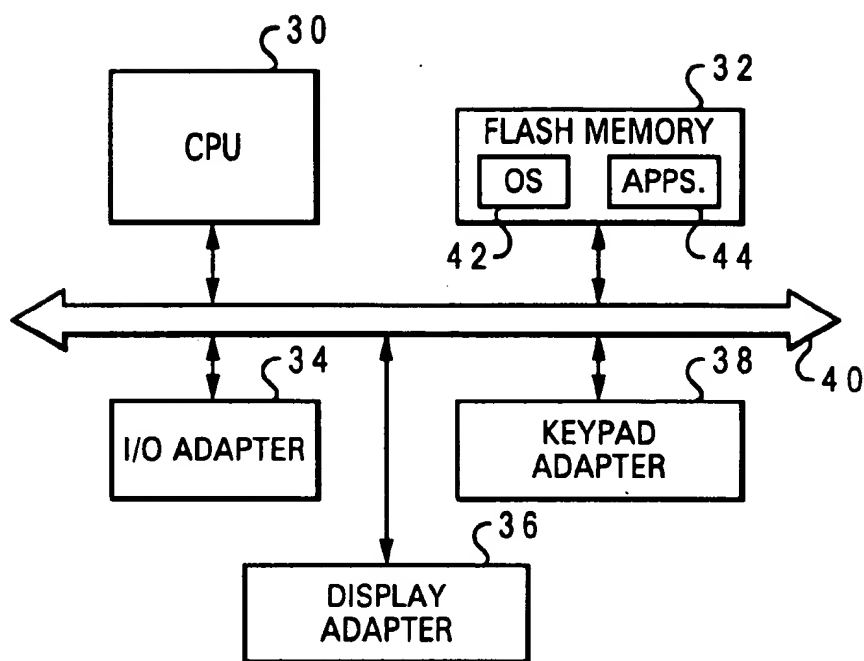 30
CPU
32
FLASH MEMORY
OS
APPS.
42
44
40
34
I/O ADAPTER
38
KEYPAD
ADAPTER
36
DISPLAY
ADAPTER